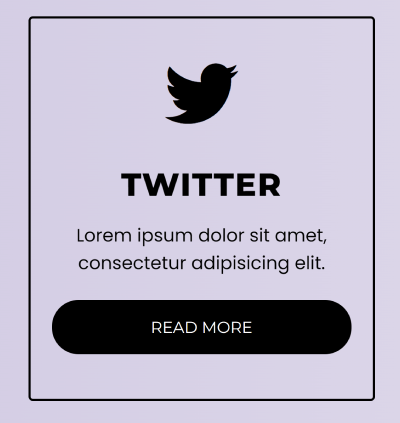 TWITTER
Lorem ipsum dolor sit amet,
consectetur adipisicing elit.
READ MORE